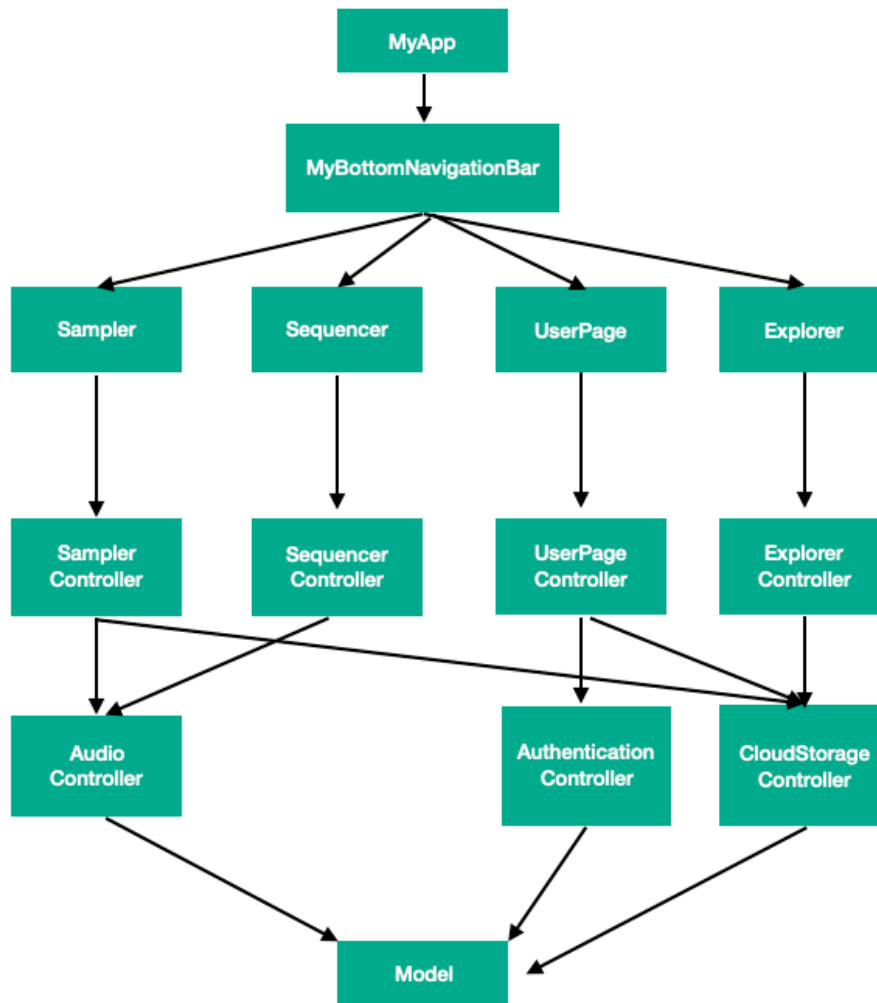 MyApp
MyBottomNavigationBar
Sampler
Sequencer
UserPage
Explorer
Sampler
Controller
Sequencer
Controller
UserPage
Controller
Explorer
Controller
Audio
Controller
Authentication
Controller
CloudStorage
Controller
Model